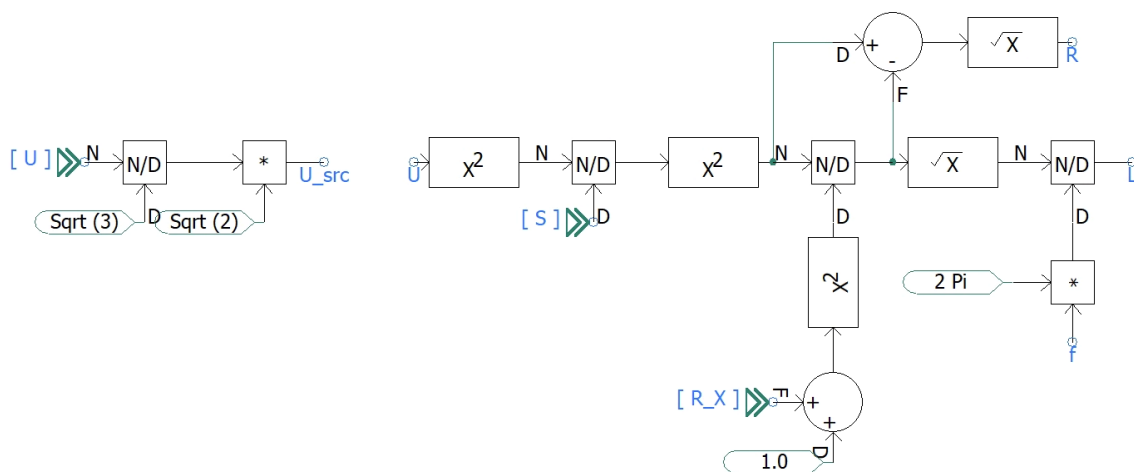 √X
D
+
-
R
F
[ U ]
N
N/D
*
U_src
U
X²
N
N/D
X²
N
N/D
√X
N
N/D
L
Sqrt (3)
D
Sqrt (2)
[ S ]
D
D
D
X²
2 Pi
*
f
[ R_X ]
F
+
+
1.0
D